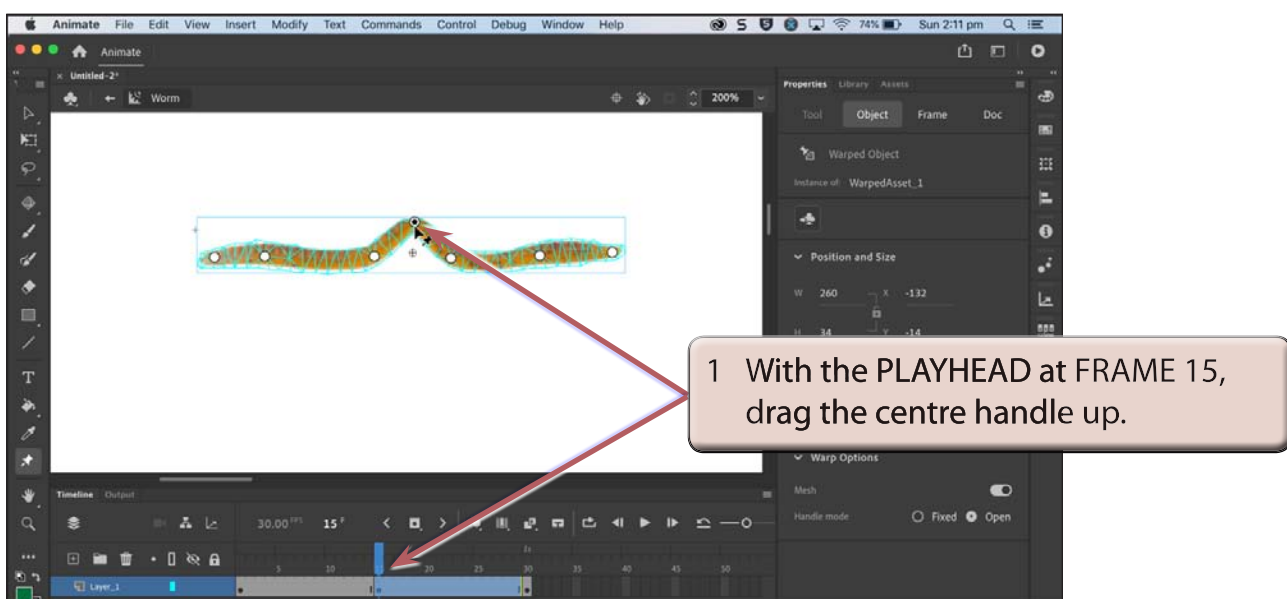 Animate File Edit View Insert Modify Text Commands Control Debug Window Help 74% Sun 2:11 pm
Animate
× Untitled-2*
Worm 200%
Properties Library Assets
Tool Object Frame Doc
Warped Object
Instance of: WarpedAsset_1
Position and Size
W 260 X -132
H 34 Y -14
1 With the PLAYHEAD at FRAME 15,
drag the centre handle up.
Warp Options
Mesh
Handle mode Fixed Open
Timeline Output
30.00 FPS 15 F
1s
5 10 20 25 30 35 40 45 50
Layer_1